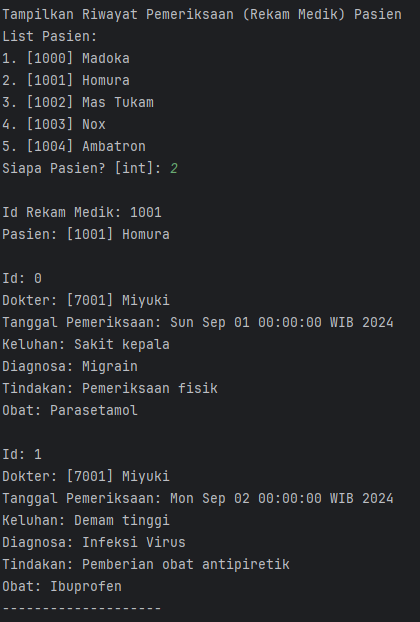 Tampilkan Riwayat Pemeriksaan (Rekam Medik) Pasien
List Pasien:
1. [1000] Madoka
2. [1001] Homura
3. [1002] Mas Tukam
4. [1003] Nox
5. [1004] Ambatron
Siapa Pasien? [int]: 2

Id Rekam Medik: 1001
Pasien: [1001] Homura

Id: 0
Dokter: [7001] Miyuki
Tanggal Pemeriksaan: Sun Sep 01 00:00:00 WIB 2024
Keluhan: Sakit kepala
Diagnosa: Migrain
Tindakan: Pemeriksaan fisik
Obat: Parasetamol

Id: 1
Dokter: [7001] Miyuki
Tanggal Pemeriksaan: Mon Sep 02 00:00:00 WIB 2024
Keluhan: Demam tinggi
Diagnosa: Infeksi Virus
Tindakan: Pemberian obat antipiretik
Obat: Ibuprofen
--------------------